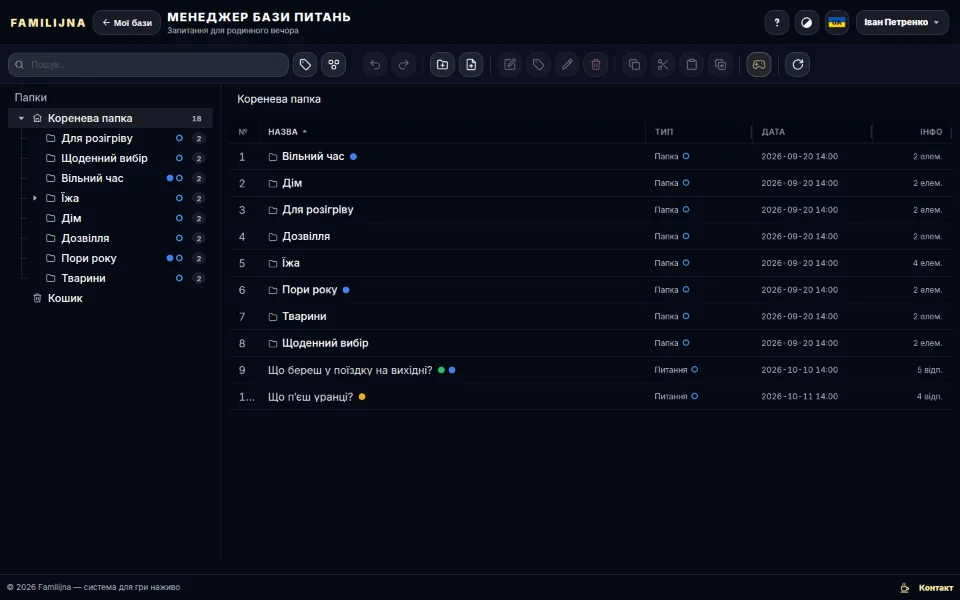 FAMILIJNA
← Мої бази
МЕНЕДЖЕР БАЗИ ПИТАНЬ
Запитання для родинного вечора
?
UA
Іван Петренко
Пошук...
Папки
Коренева папка 18
Для розігріву 2
Щоденний вибір 2
Вільний час 2
Їжа 2
Дім 2
Дозвілля 2
Пори року 2
Тварини 2
Кошик
Коренева папка
№ НАЗВА ТИП ДАТА ІНФО
1 Вільний час Папка 2026-09-20 14:00 2 елем.
2 Дім Папка 2026-09-20 14:00 2 елем.
3 Для розігріву Папка 2026-09-20 14:00 2 елем.
4 Дозвілля Папка 2026-09-20 14:00 2 елем.
5 Їжа Папка 2026-09-20 14:00 4 елем.
6 Пори року Папка 2026-09-20 14:00 2 елем.
7 Тварини Папка 2026-09-20 14:00 2 елем.
8 Щоденний вибір Папка 2026-09-20 14:00 2 елем.
9 Що береш у поїздку на вихідні? Питання 2026-10-10 14:00 5 відп.
1... Що п’єш уранці? Питання 2026-10-11 14:00 4 відп.
© 2026 Familijna — система для гри наживо
Контакт